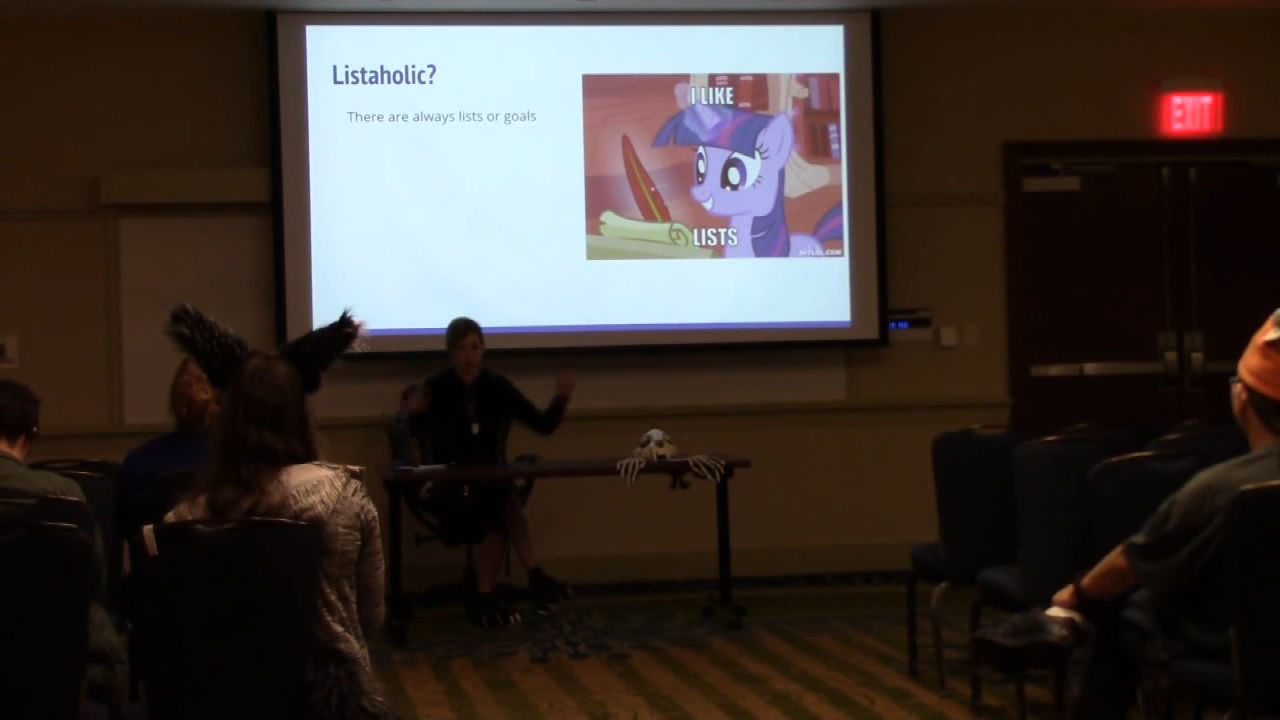 Listaholic?
There are always lists or goals
I LIKE
LISTS
EXIT